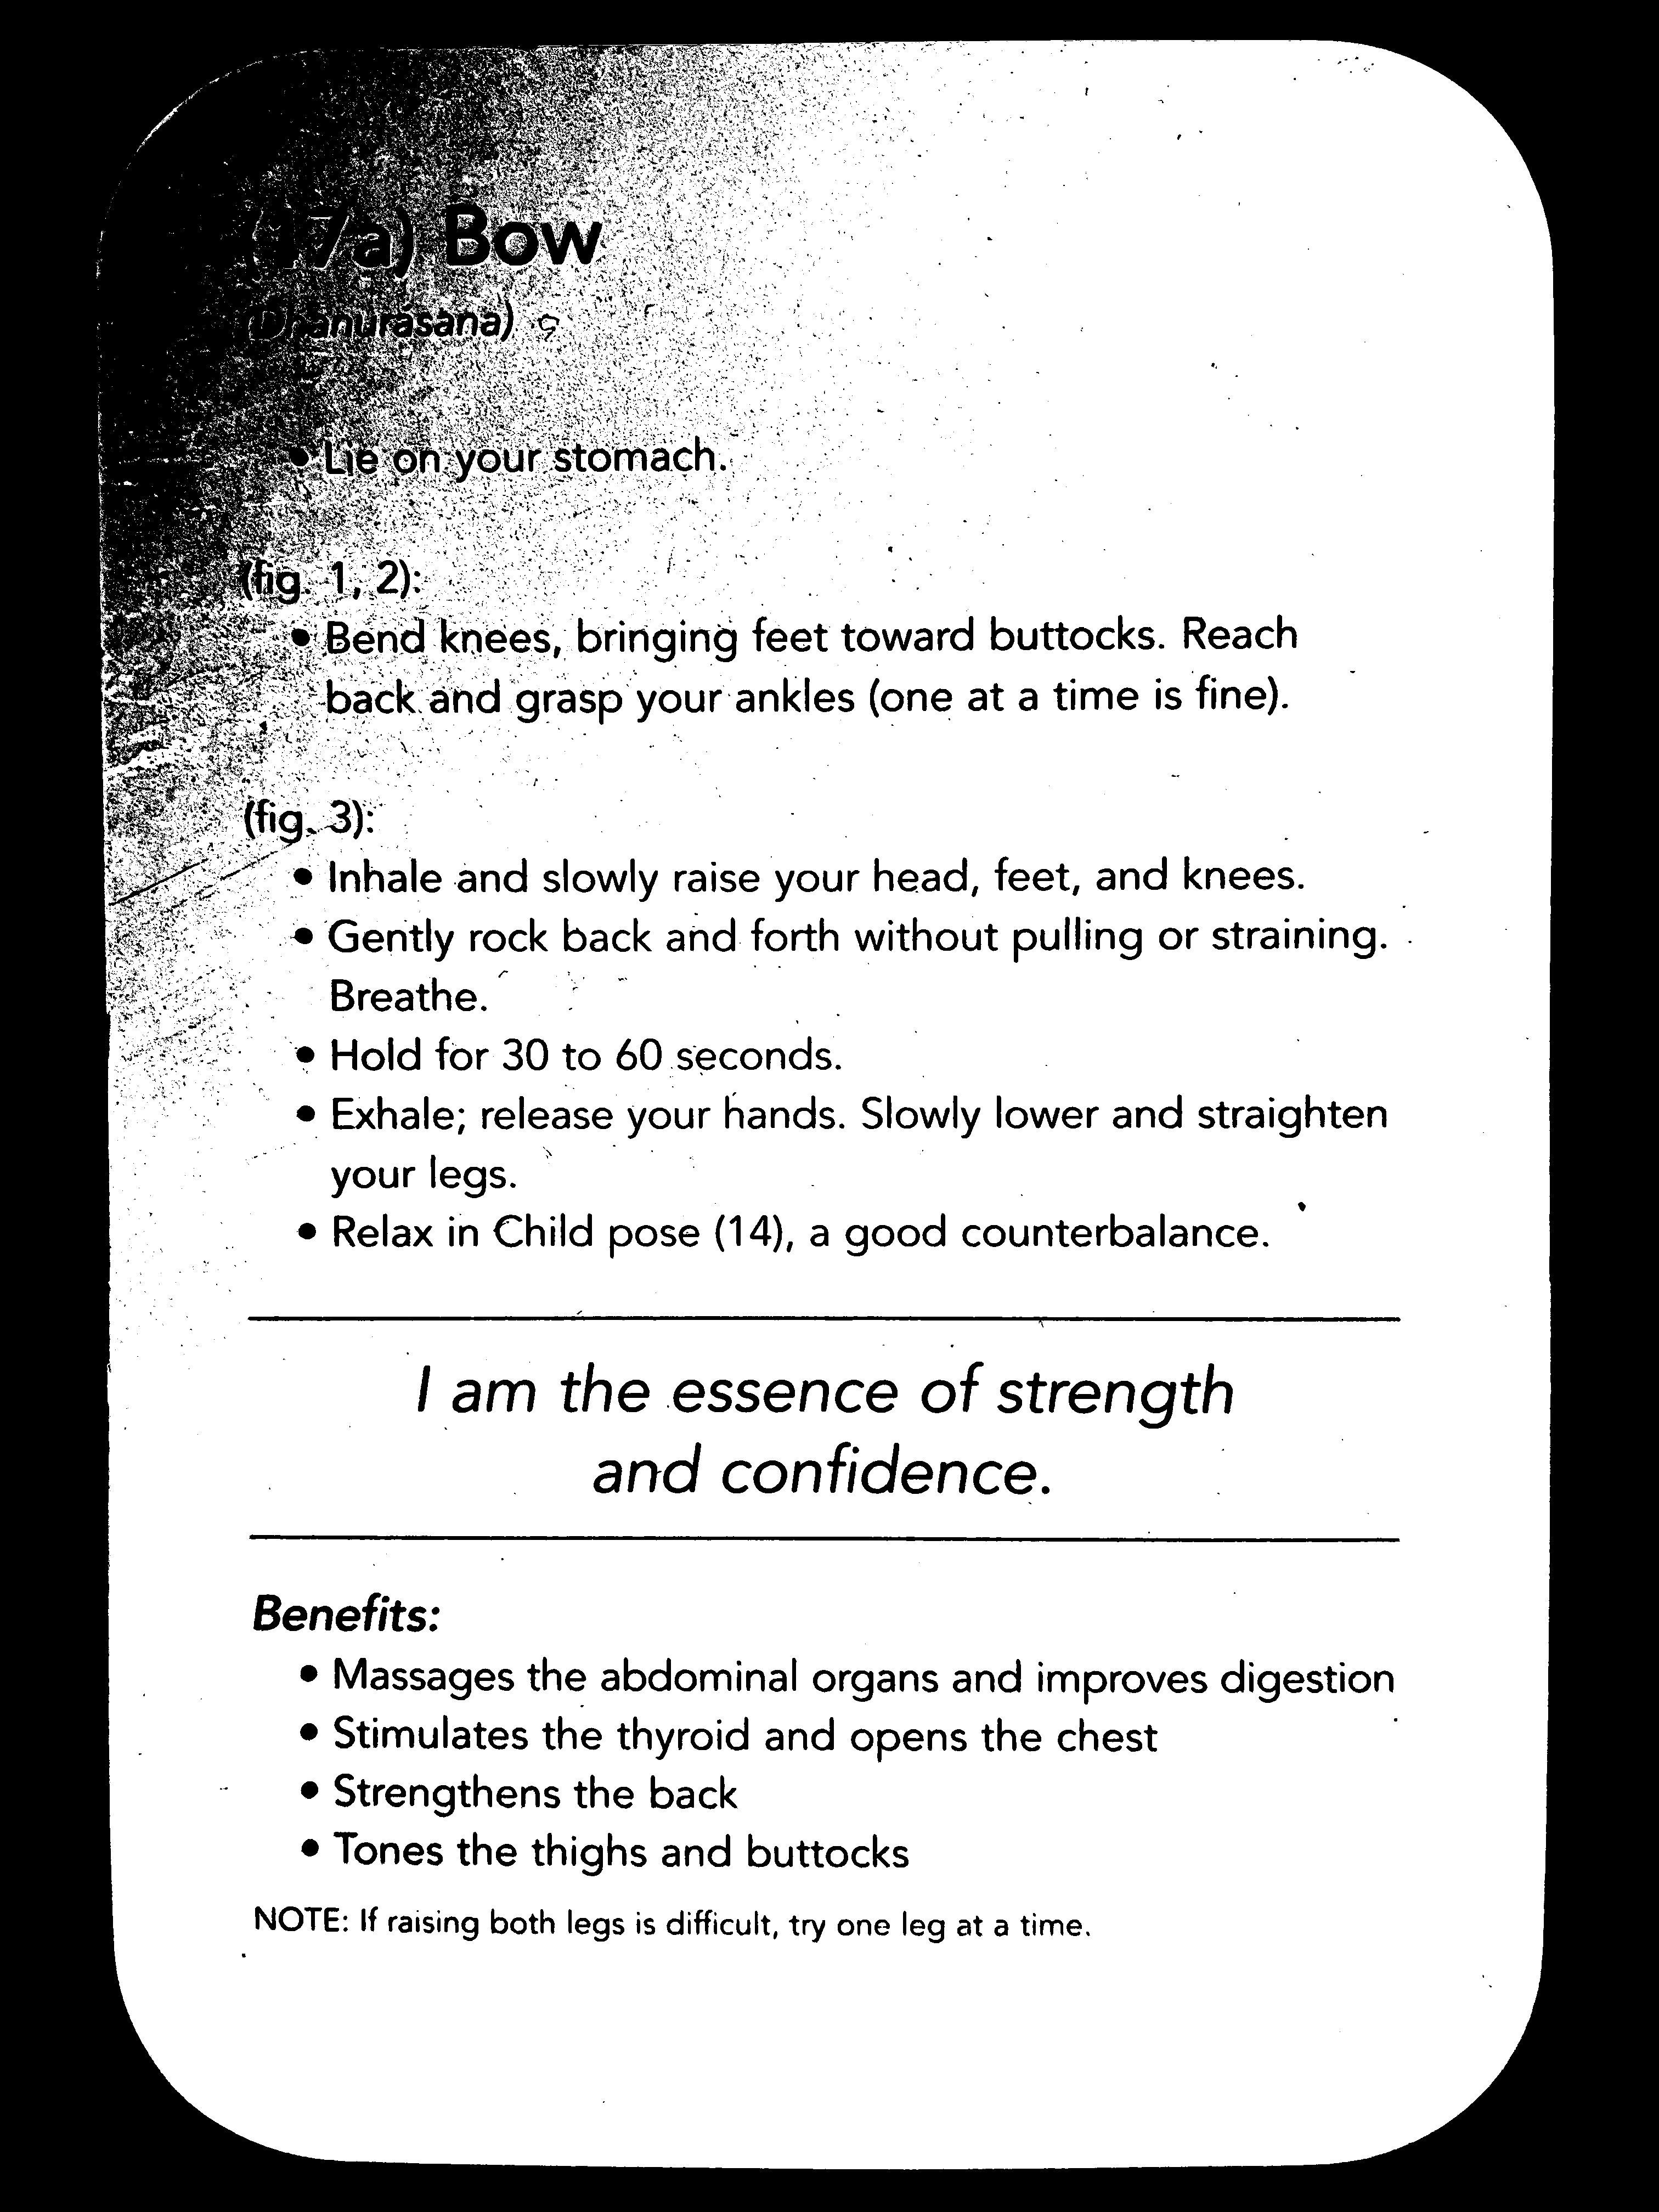 (17a) Bow
(Dhanurasana)
• Lie on your stomach.
(fig. 1, 2):
• Bend knees, bringing feet toward buttocks. Reach
back and grasp your ankles (one at a time is fine).
(fig. 3):
• Inhale and slowly raise your head, feet, and knees.
• Gently rock back and forth without pulling or straining.
Breathe.
• Hold for 30 to 60 seconds.
• Exhale; release your hands. Slowly lower and straighten
your legs.
• Relax in Child pose (14), a good counterbalance.
I am the essence of strength
and confidence.
Benefits:
• Massages the abdominal organs and improves digestion
• Stimulates the thyroid and opens the chest
• Strengthens the back
• Tones the thighs and buttocks
NOTE: If raising both legs is difficult, try one leg at a time.